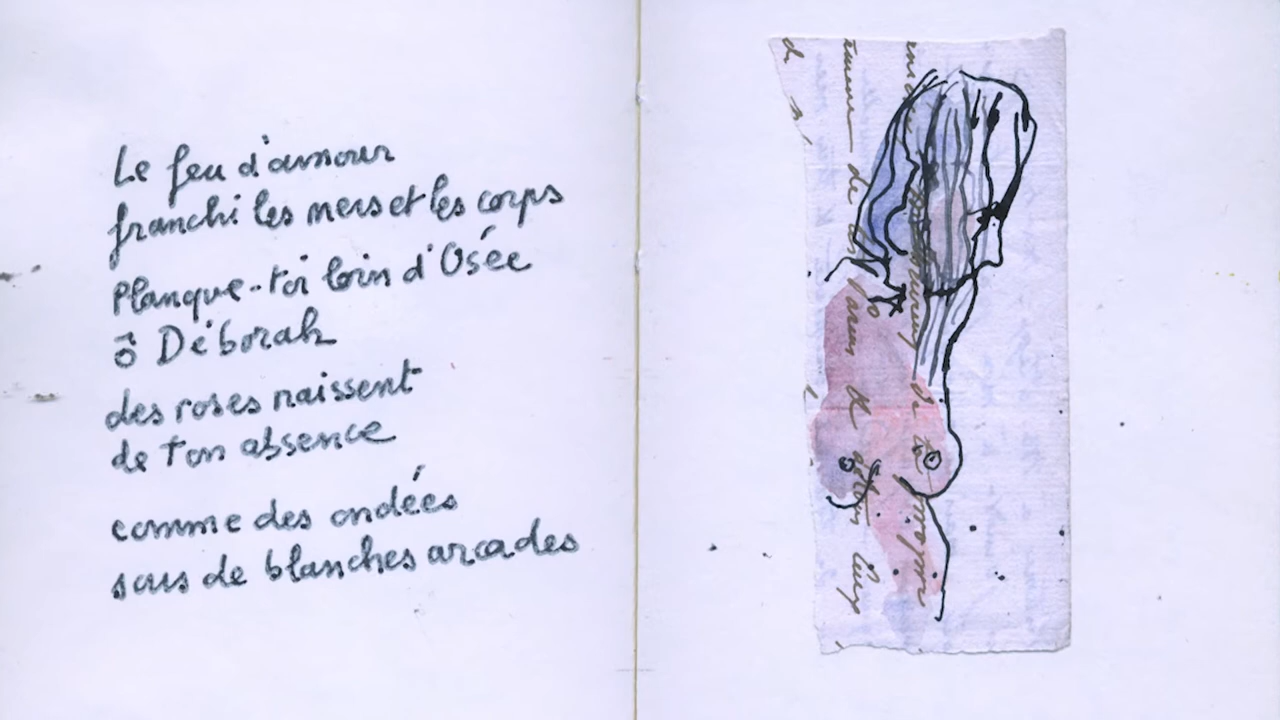 Le feu d'amour
franchi les mers et les corps
Planque-toi loin d'Osée
ô Déborah
des roses naissent
de ton absence
comme des ondées
sous de blanches arcades
de